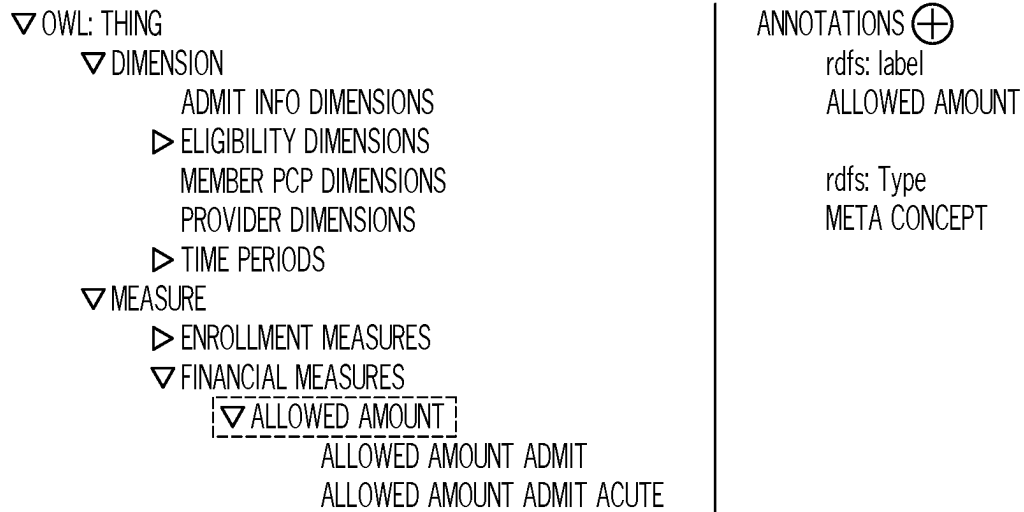 OWL: THING
DIMENSION
ADMIT INFO DIMENSIONS
ELIGIBILITY DIMENSIONS
MEMBER PCP DIMENSIONS
PROVIDER DIMENSIONS
TIME PERIODS
MEASURE
ENROLLMENT MEASURES
FINANCIAL MEASURES
ALLOWED AMOUNT
ALLOWED AMOUNT ADMIT
ALLOWED AMOUNT ADMIT ACUTE
ANNOTATIONS
rdfs: label
ALLOWED AMOUNT
rdfs: Type
META CONCEPT